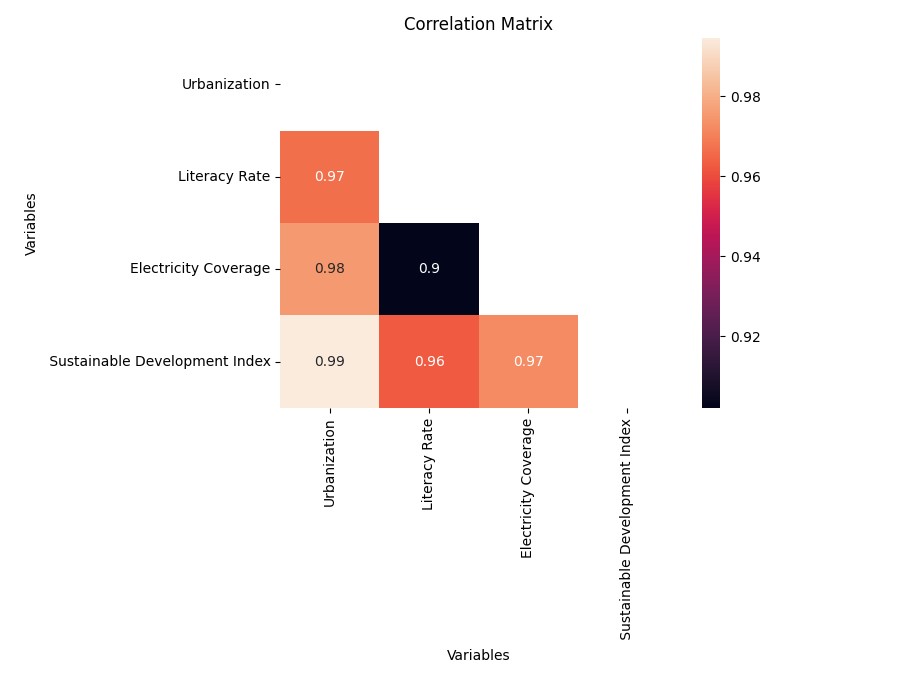 Correlation Matrix
Variables
Urbanization
Literacy Rate
Electricity Coverage
Sustainable Development Index
0.97
0.98 0.9
0.99 0.96 0.97
0.98
0.96
0.94
0.92
Urbanization
Literacy Rate
Electricity Coverage
Sustainable Development Index
Variables